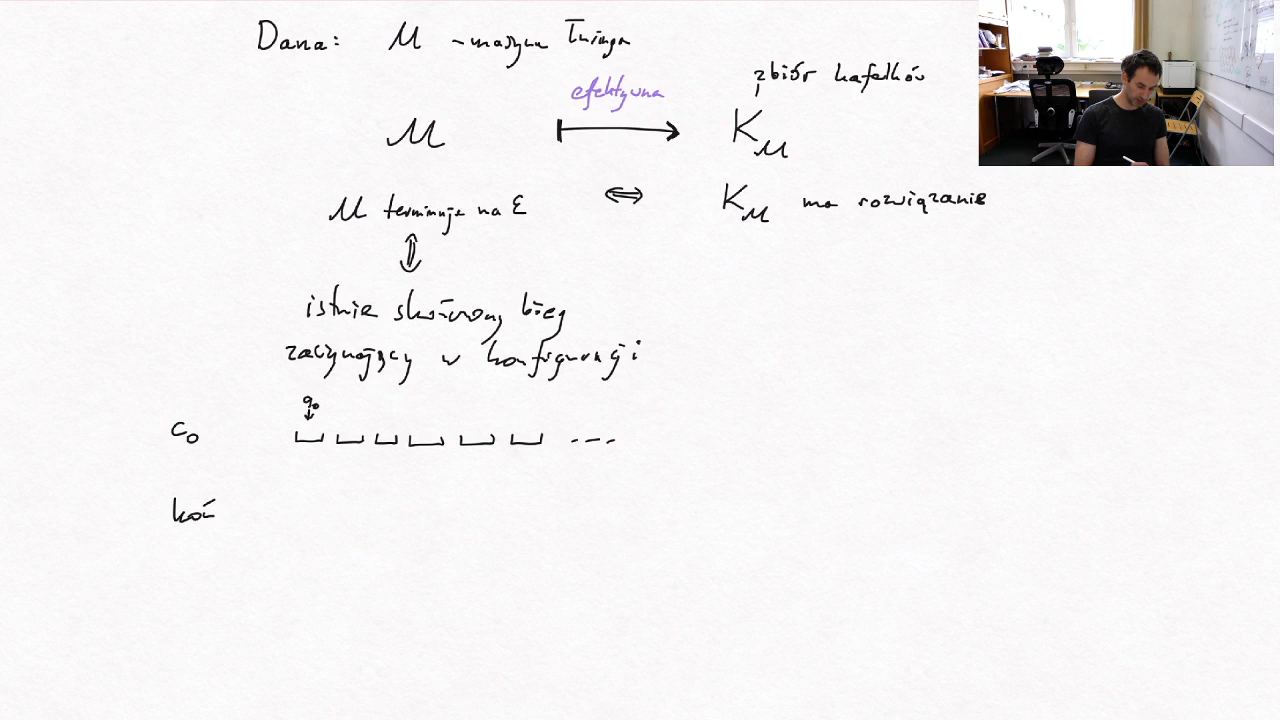 Dana: M - maszyna Turinga
zbiór kafelków
efektywna
M ↦ K_M
M terminuje na ε ⇔ K_M ma rozwiązanie
⇕
istnie skończony bieg
zaczynający w konfiguracji
q₀
↓
c₀ ⌴ ⌴ ⌴ ⌴ ⌴ ⌴ ---
koń